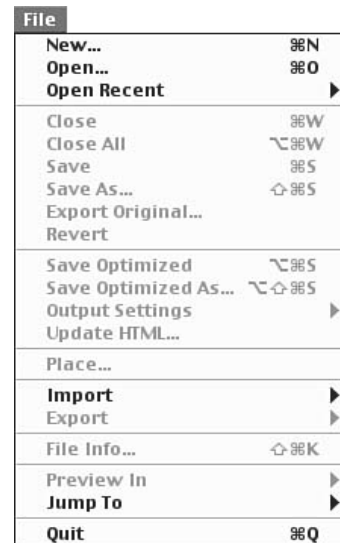 File
New... ⌘N
Open... ⌘O
Open Recent
Close ⌘W
Close All ⌥⌘W
Save ⌘S
Save As... ⇧⌘S
Export Original...
Revert
Save Optimized ⌥⌘S
Save Optimized As... ⌥⇧⌘S
Output Settings
Update HTML...
Place...
Import
Export
File Info... ⇧⌘K
Preview In
Jump To
Quit ⌘Q